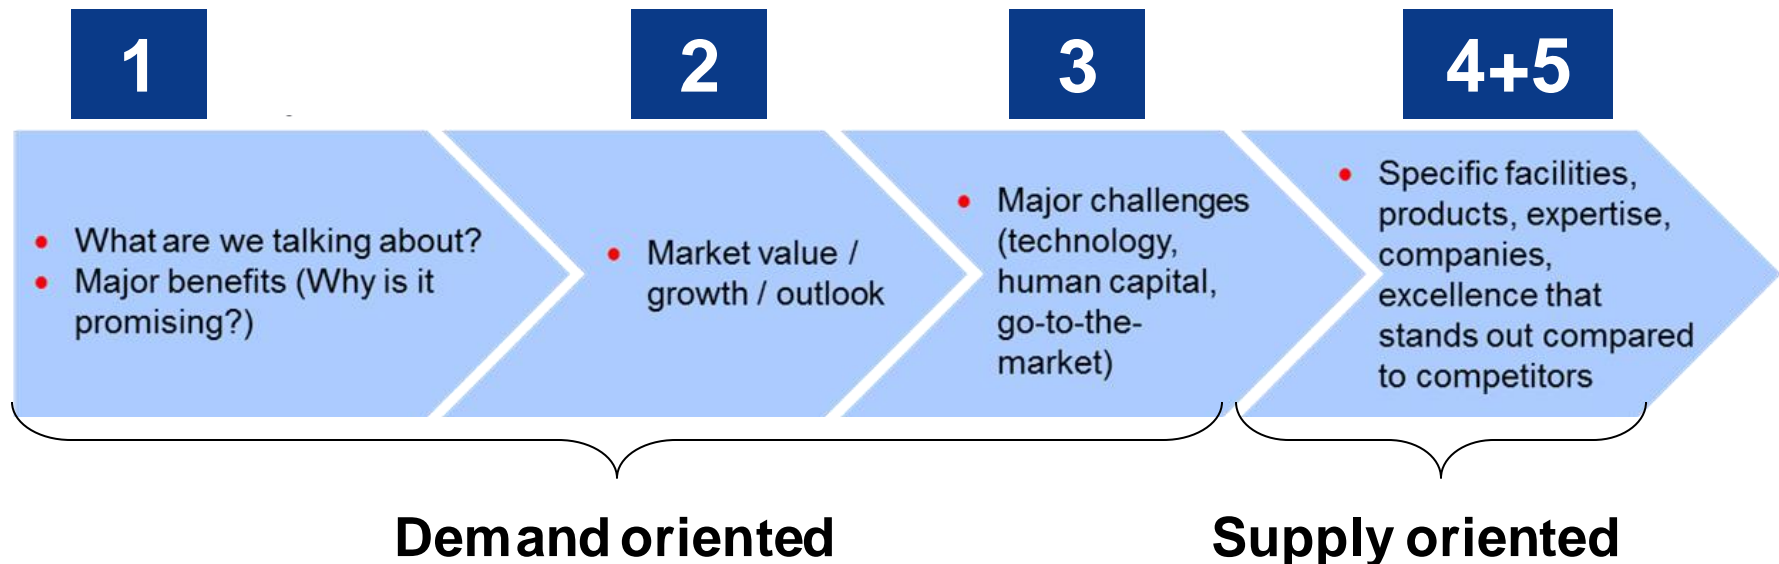 1
2
3
4+5
• What are we talking about?
• Major benefits (Why is it
promising?)
• Market value /
growth / outlook
• Major challenges
(technology,
human capital,
go-to-the-
market)
• Specific facilities,
products, expertise,
companies,
excellence that
stands out compared
to competitors
Demand oriented
Supply oriented